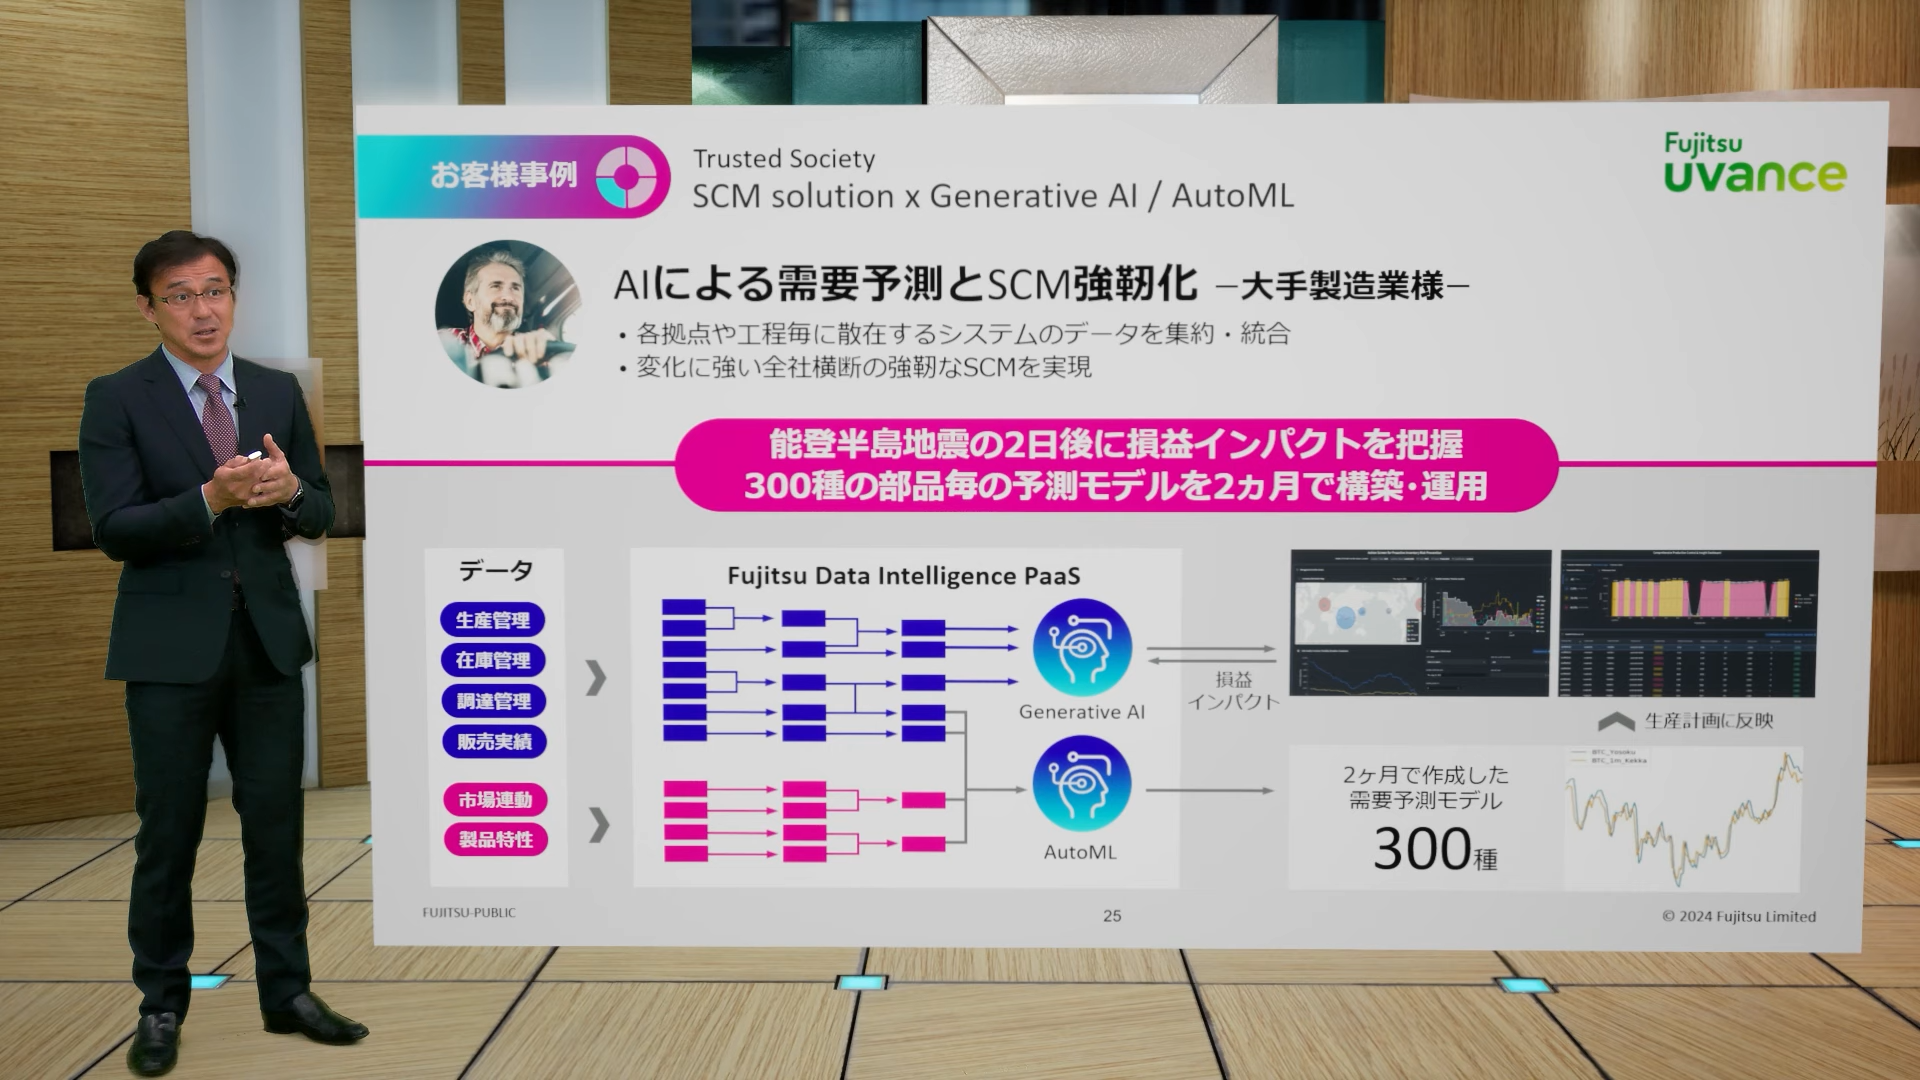 お客様事例
Trusted Society
SCM solution x Generative AI / AutoML
Fujitsu
uvance
AIによる需要予測とSCM強靭化 －大手製造業様－
・各拠点や工程毎に散在するシステムのデータを集約・統合
・変化に強い全社横断の強靭なSCMを実現
能登半島地震の2日後に損益インパクトを把握
300種の部品毎の予測モデルを2ヵ月で構築･運用
データ
生産管理
在庫管理
調達管理
販売実績
市場連動
製品特性
Fujitsu Data Intelligence PaaS
Generative AI
AutoML
損益
インパクト
生産計画に反映
2ヶ月で作成した
需要予測モデル
300種
BTC_Yosoku
BTC_1m_Kekka
FUJITSU-PUBLIC
25
© 2024 Fujitsu Limited